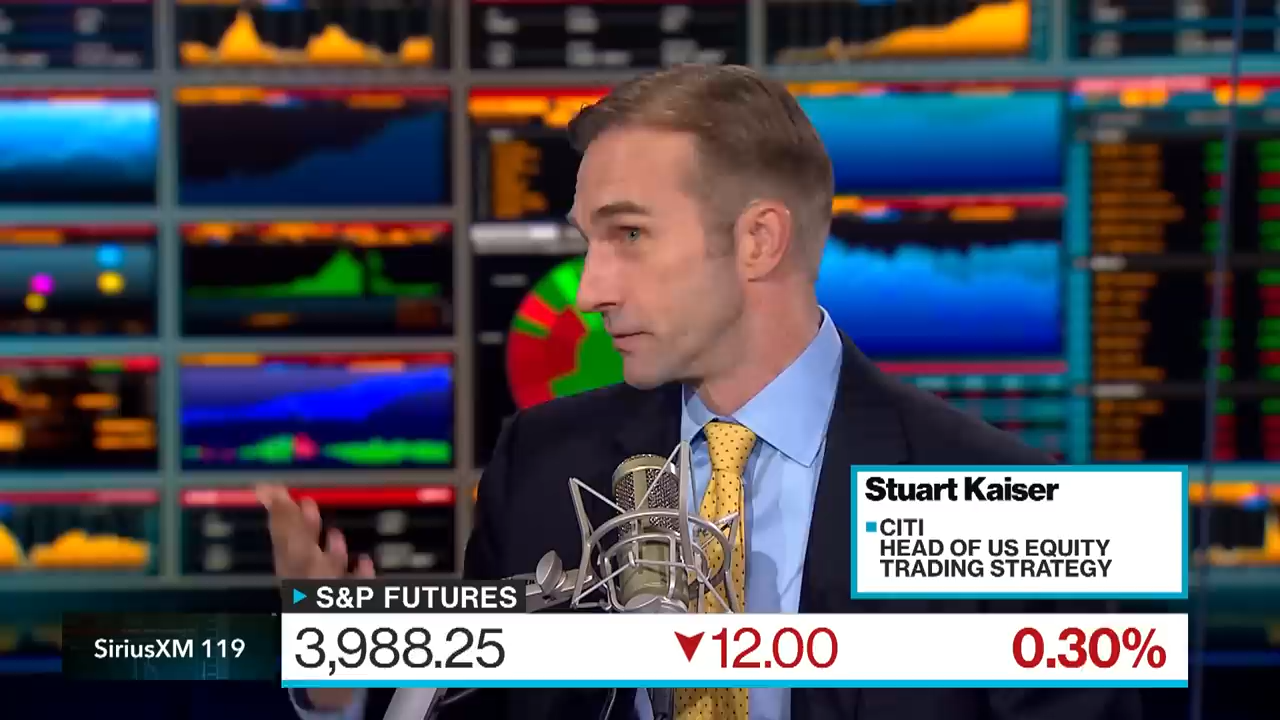 Stuart Kaiser
CITI
HEAD OF US EQUITY
TRADING STRATEGY
S&P FUTURES
SiriusXM 119
3,988.25
12.00
0.30%